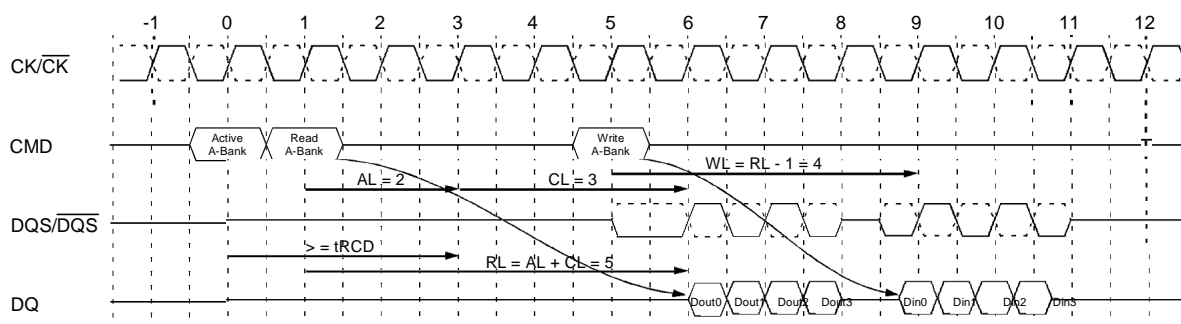 -1 0 1 2 3 4 5 6 7 8 9 10 11 12
CK/C̅K̅
CMD
Active
A-Bank
Read
A-Bank
Write
A-Bank
WL = RL - 1 = 4
AL = 2
CL = 3
DQS/D̅Q̅S̅
> = tRCD
RL = AL + CL = 5
DQ
Dout0 Dout1 Dout2 Dout3 Din0 Din1 Din2 Din3